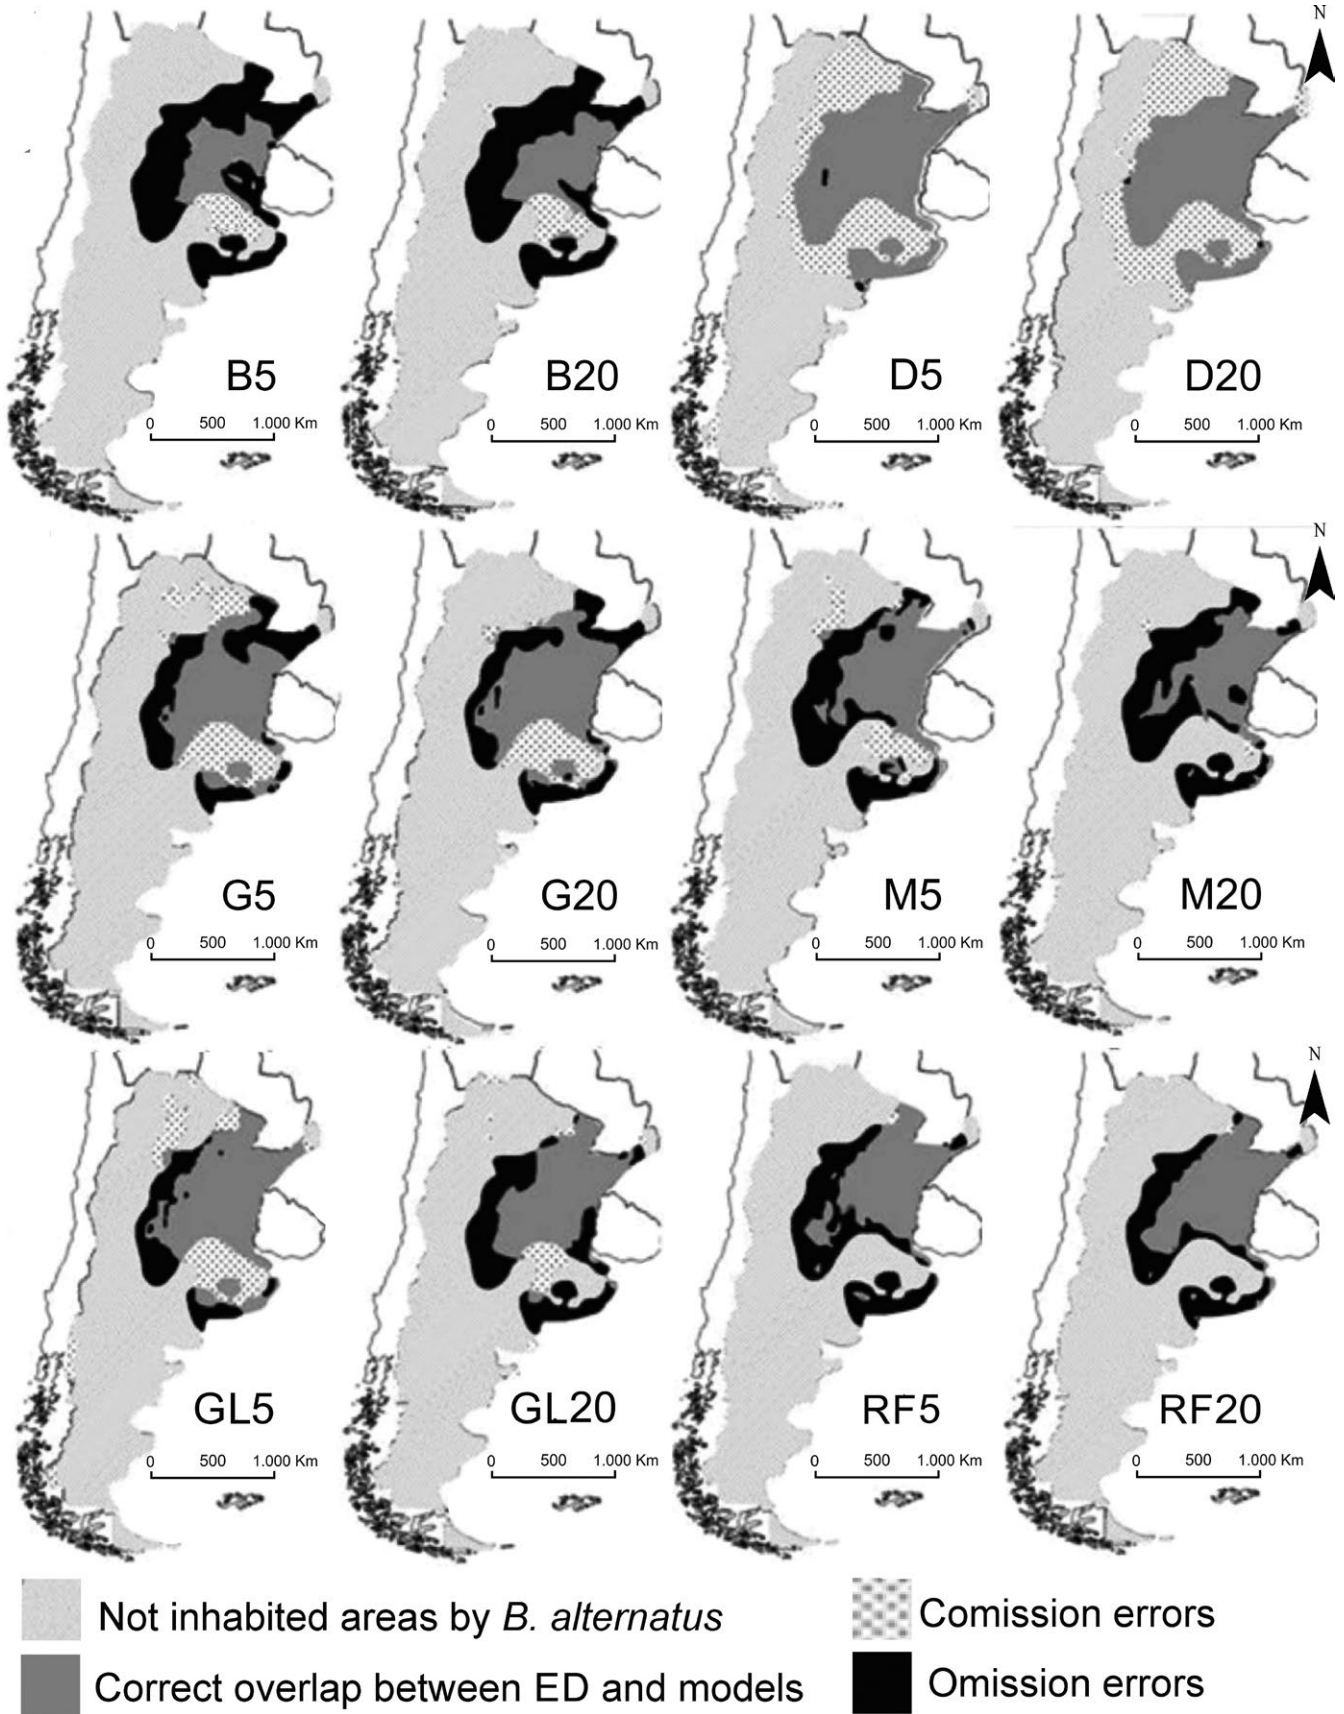 N
B5
B20
D5
D20
0 500 1.000 Km
0 500 1.000 Km
0 500 1.000 Km
0 500 1.000 Km
N
G5
G20
M5
M20
0 500 1.000 Km
0 500 1.000 Km
0 500 1.000 Km
0 500 1.000 Km
N
GL5
GL20
RF5
RF20
0 500 1.000 Km
0 500 1.000 Km
0 500 1.000 Km
0 500 1.000 Km
Not inhabited areas by B. alternatus
Comission errors
Correct overlap between ED and models
Omission errors